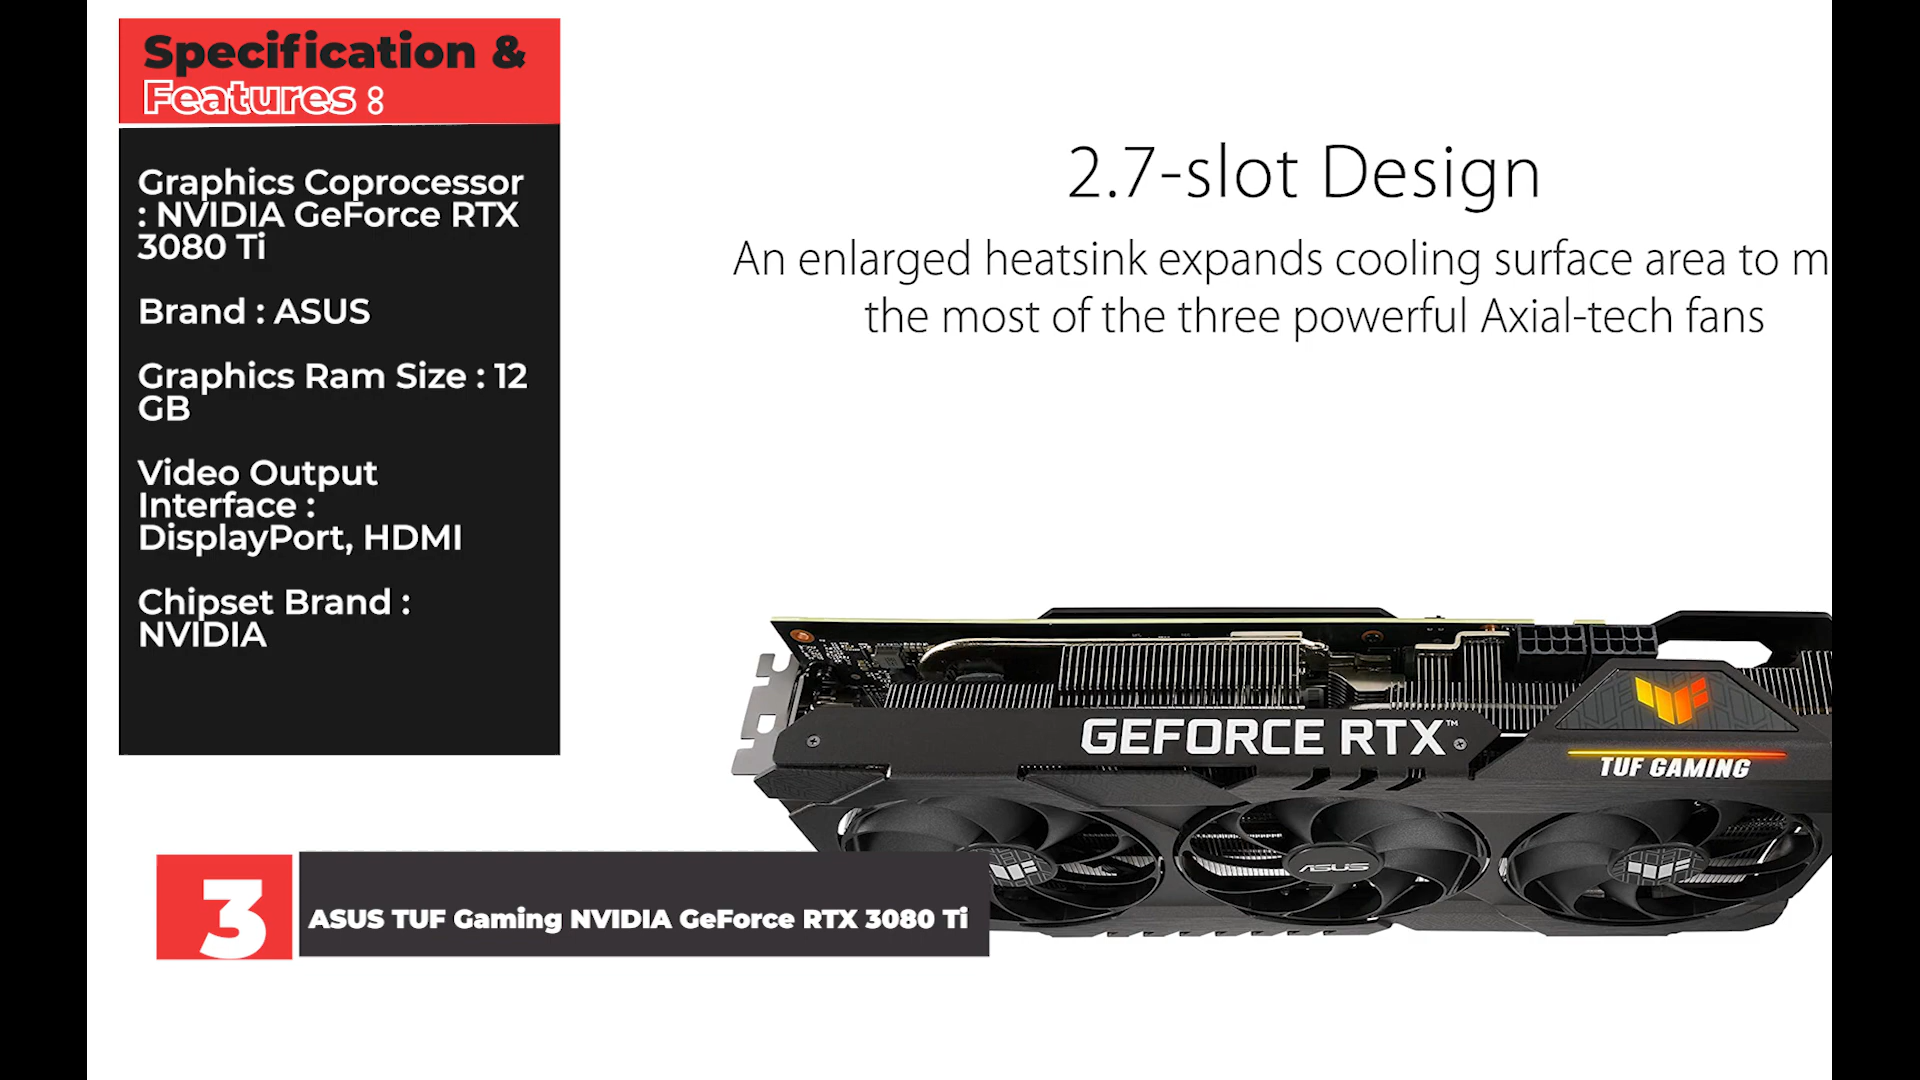 Specification &
Features :
Graphics Coprocessor
: NVIDIA GeForce RTX
3080 Ti
Brand : ASUS
Graphics Ram Size : 12
GB
Video Output
Interface :
DisplayPort, HDMI
Chipset Brand :
NVIDIA
2.7-slot Design
An enlarged heatsink expands cooling surface area to m
the most of the three powerful Axial-tech fans
GEFORCE RTX™
TUF GAMING
ASUS
3
ASUS TUF Gaming NVIDIA GeForce RTX 3080 Ti